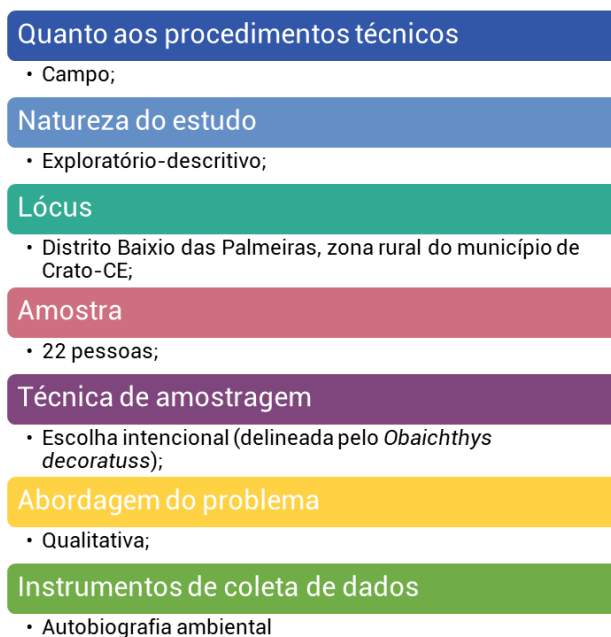 Quanto aos procedimentos técnicos
• Campo;
Natureza do estudo
• Exploratório-descritivo;
Lócus
• Distrito Baixio das Palmeiras, zona rural do município de
Crato-CE;
Amostra
• 22 pessoas;
Técnica de amostragem
• Escolha intencional (delineada pelo Obaichthys
decoratuss);
Abordagem do problema
• Qualitativa;
Instrumentos de coleta de dados
• Autobiografia ambiental